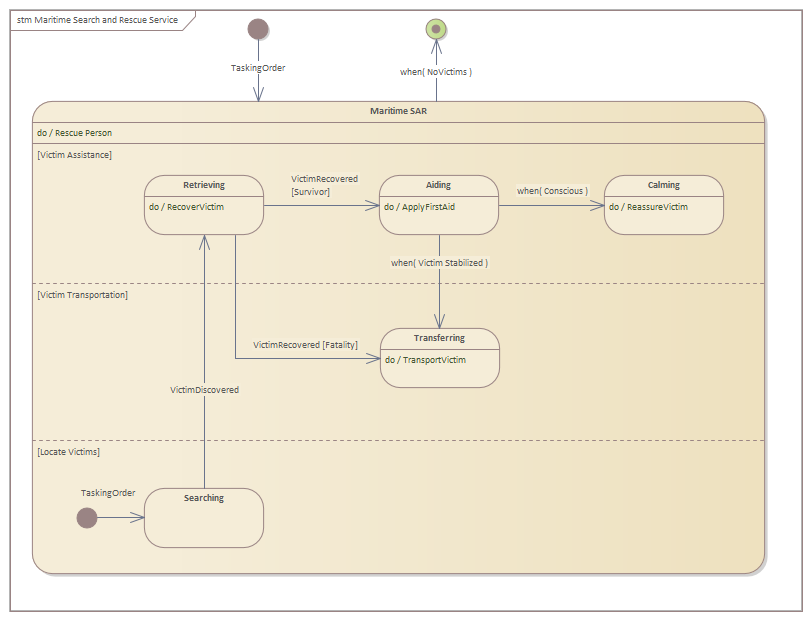 stm Maritime Search and Rescue Service
TaskingOrder
when( NoVictims )
Maritime SAR
do / Rescue Person
[Victim Assistance]
Retrieving
do / RecoverVictim
VictimRecovered
[Survivor]
Aiding
do / ApplyFirstAid
when( Conscious )
Calming
do / ReassureVictim
when( Victim Stabilized )
[Victim Transportation]
VictimRecovered [Fatality]
Transferring
do / TransportVictim
VictimDiscovered
[Locate Victims]
TaskingOrder
Searching